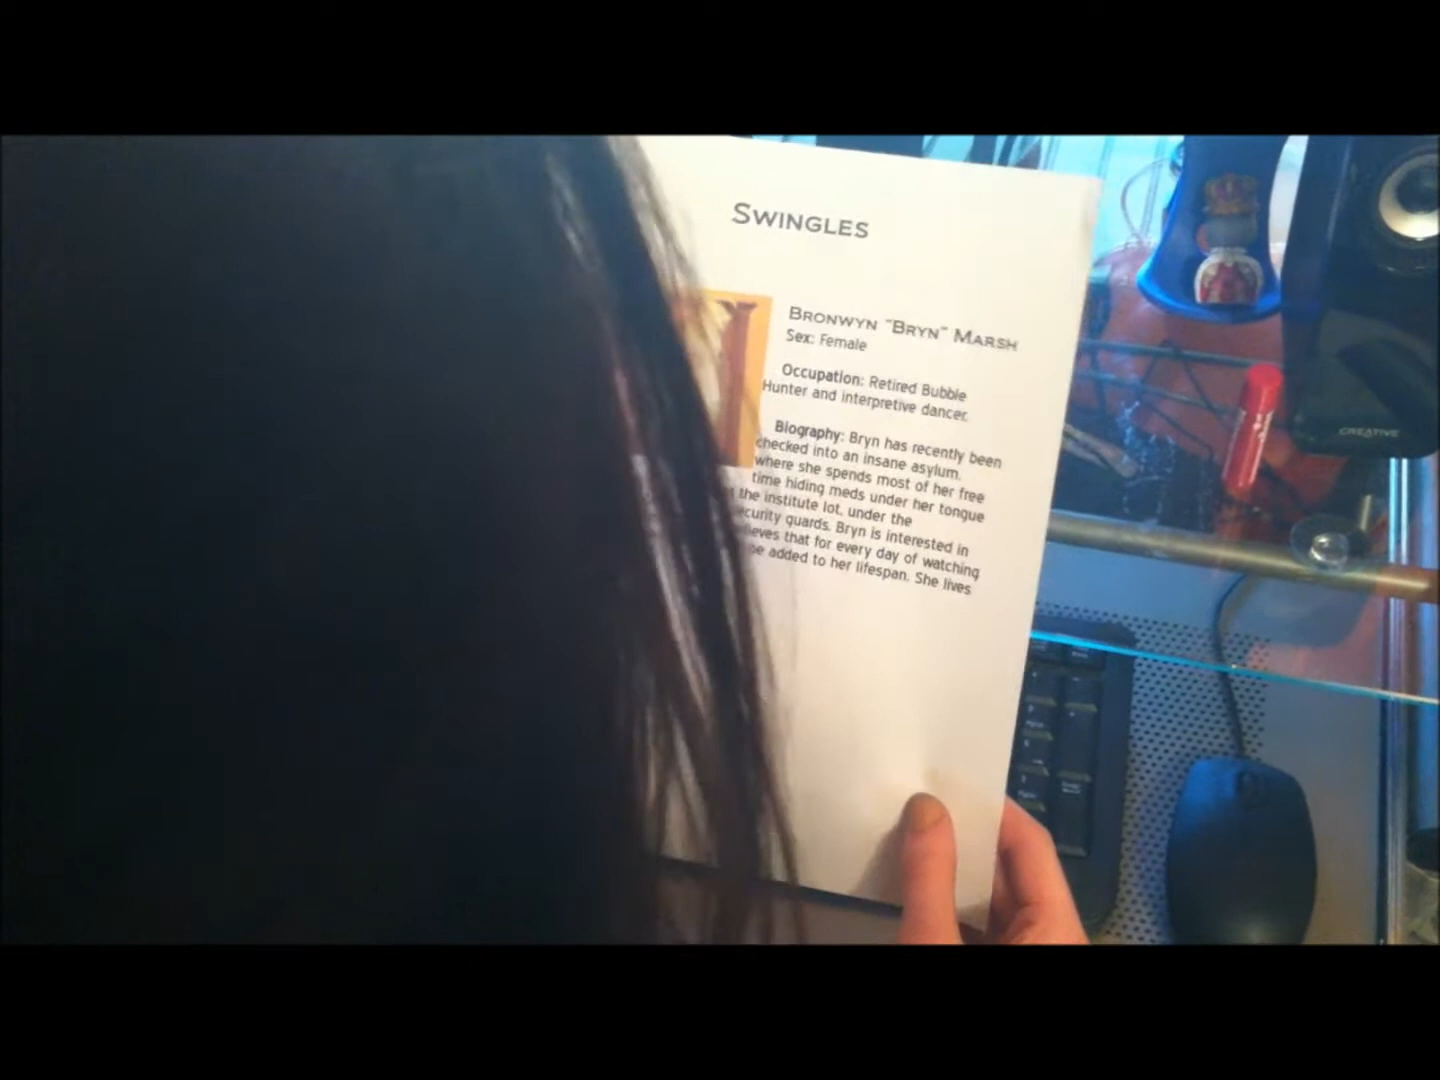 SWINGLES
BRONWYN "BRYN" MARSH
Sex: Female
Occupation: Retired Bubble
Hunter and interpretive dancer.
Biography: Bryn has recently been
checked into an insane asylum.
where she spends most of her free
time hiding meds under her tongue
the institute lot, under the
guards. Bryn is interested in
that for every day of watching
be added to her lifespan. She lives
CREATIVE